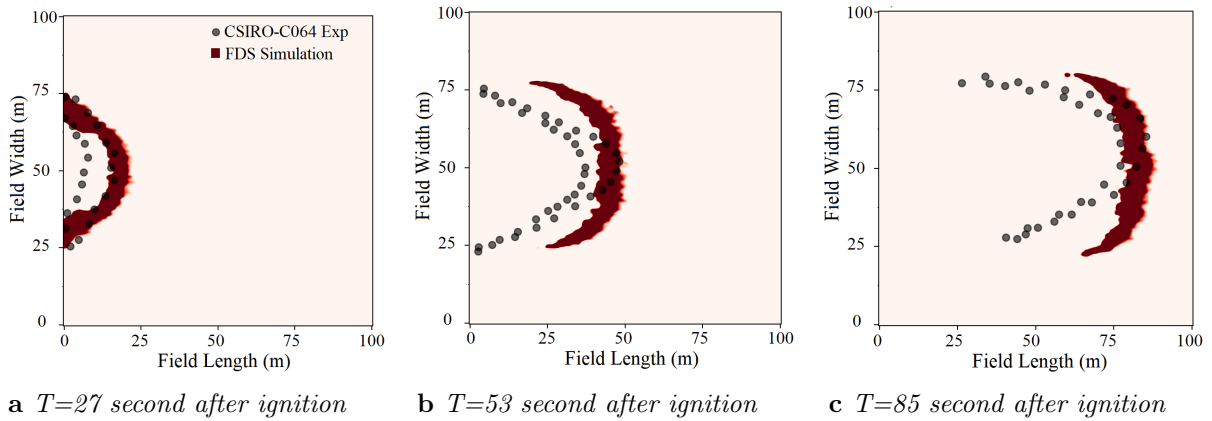 100
75
50
25
0
Field Width (m)
CSIRO-C064 Exp
FDS Simulation
0 25 50 75 100
Field Length (m)
a T=27 second after ignition
100
75
50
25
0
Field Width (m)
0 25 50 75 100
Field Length (m)
b T=53 second after ignition
100
75
50
25
0
Field Width (m)
0 25 50 75 100
Field Length (m)
c T=85 second after ignition